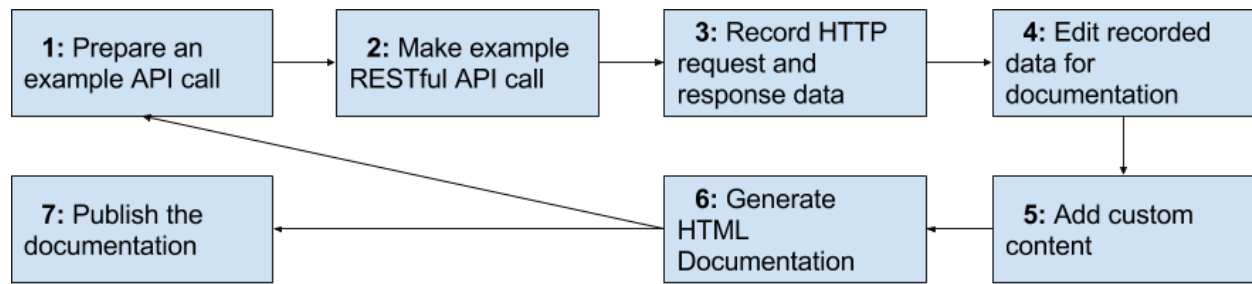 1: Prepare an
example API call
2: Make example
RESTful API call
3: Record HTTP
request and
response data
4: Edit recorded
data for
documentation
5: Add custom
content
6: Generate
HTML
Documentation
7: Publish the
documentation